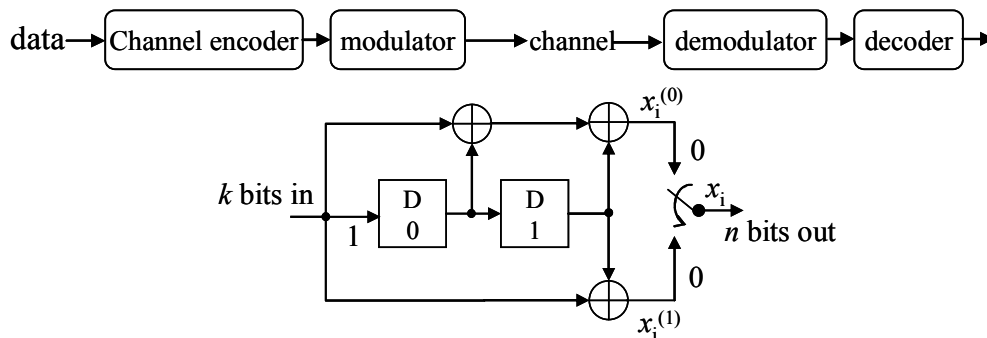 data
Channel encoder
modulator
channel
demodulator
decoder
x_i^(0)
0
k bits in
D
0
D
1
x_i
1
n bits out
0
x_i^(1)